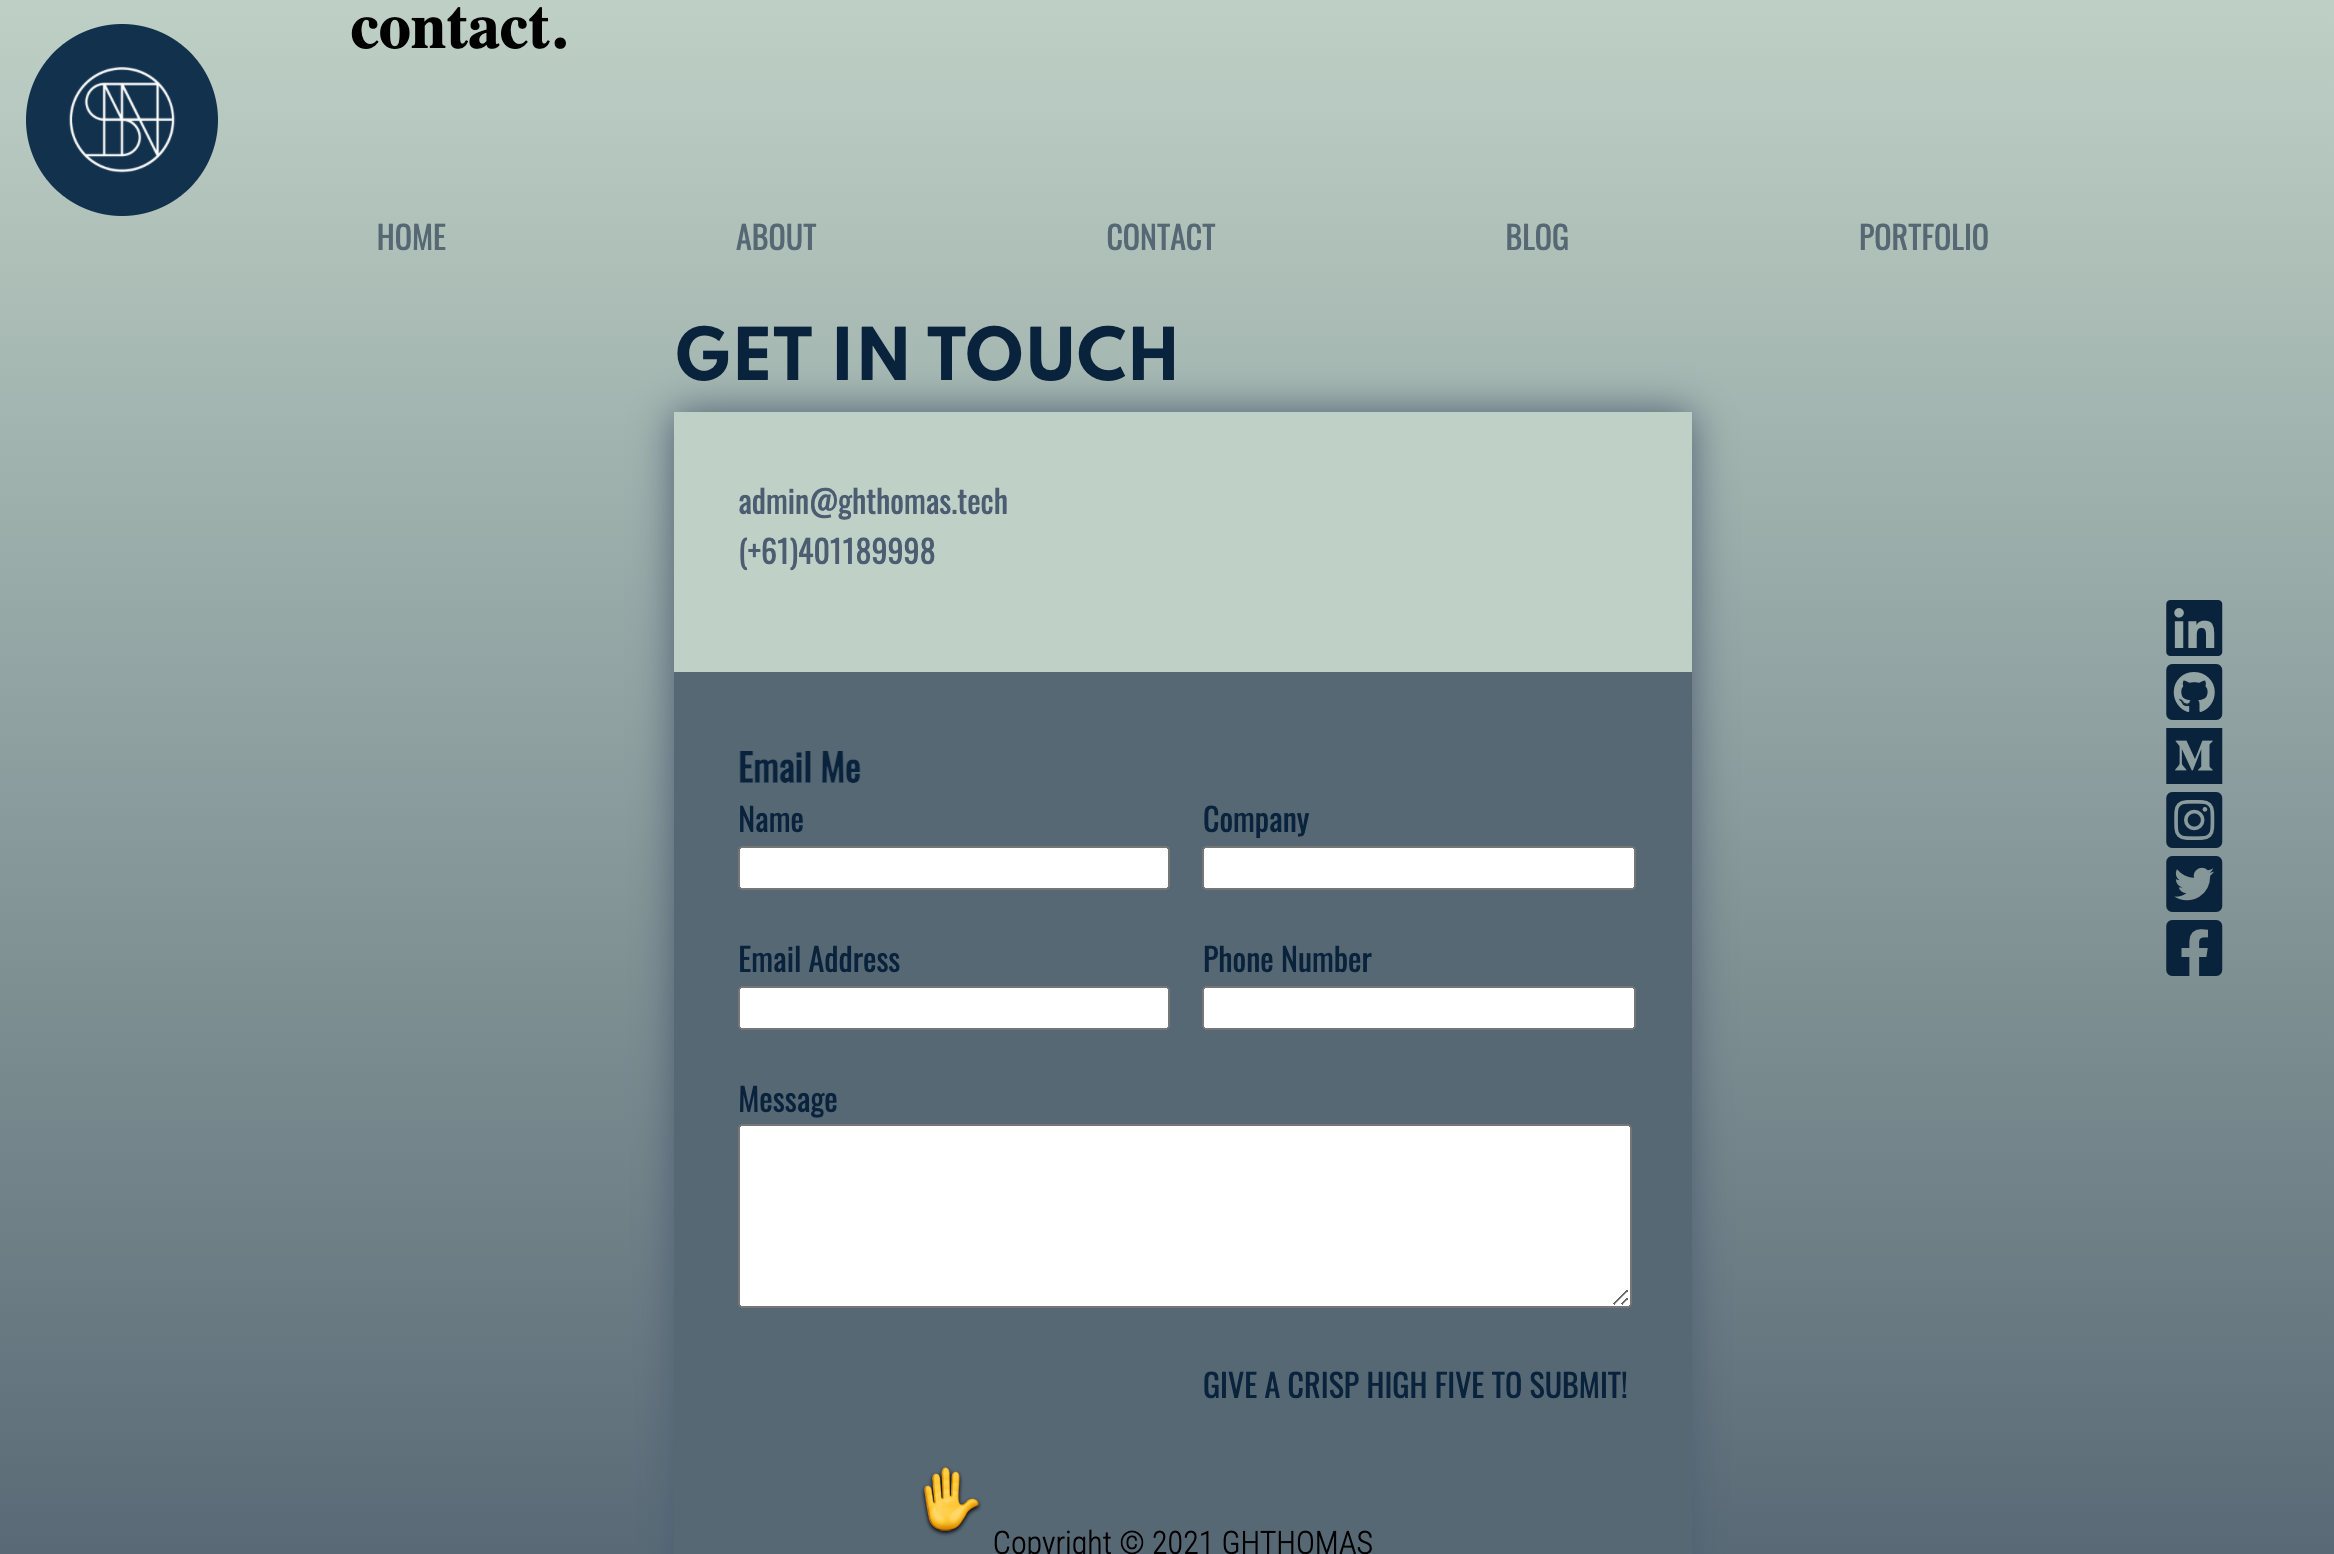 contact.
HOME ABOUT CONTACT BLOG PORTFOLIO
GET IN TOUCH
admin@ghthomas.tech
(+61)401189998
Email Me
Name Company
Email Address Phone Number
Message
GIVE A CRISP HIGH FIVE TO SUBMIT!
Copyright © 2021 GHTHOMAS